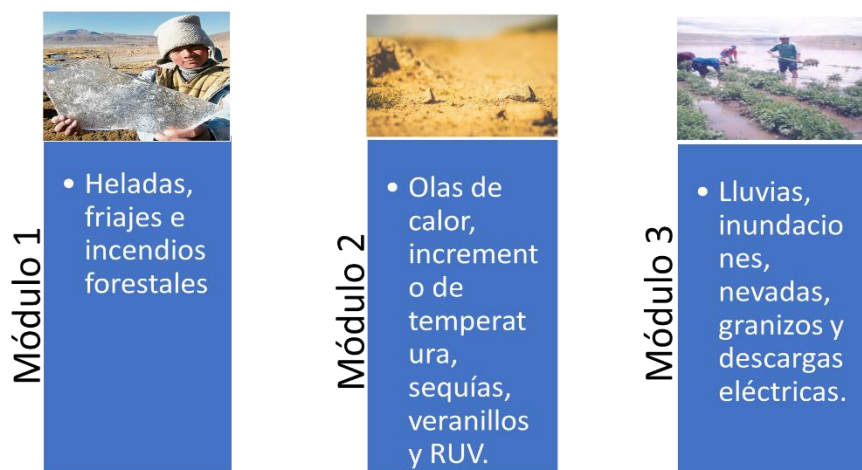 Módulo 1
• Heladas,
friajes e
incendios
forestales
Módulo 2
• Olas de
calor,
increment
o de
temperat
ura,
sequías,
veranillos
y RUV.
Módulo 3
• Lluvias,
inundacio
nes,
nevadas,
granizos y
descargas
eléctricas.